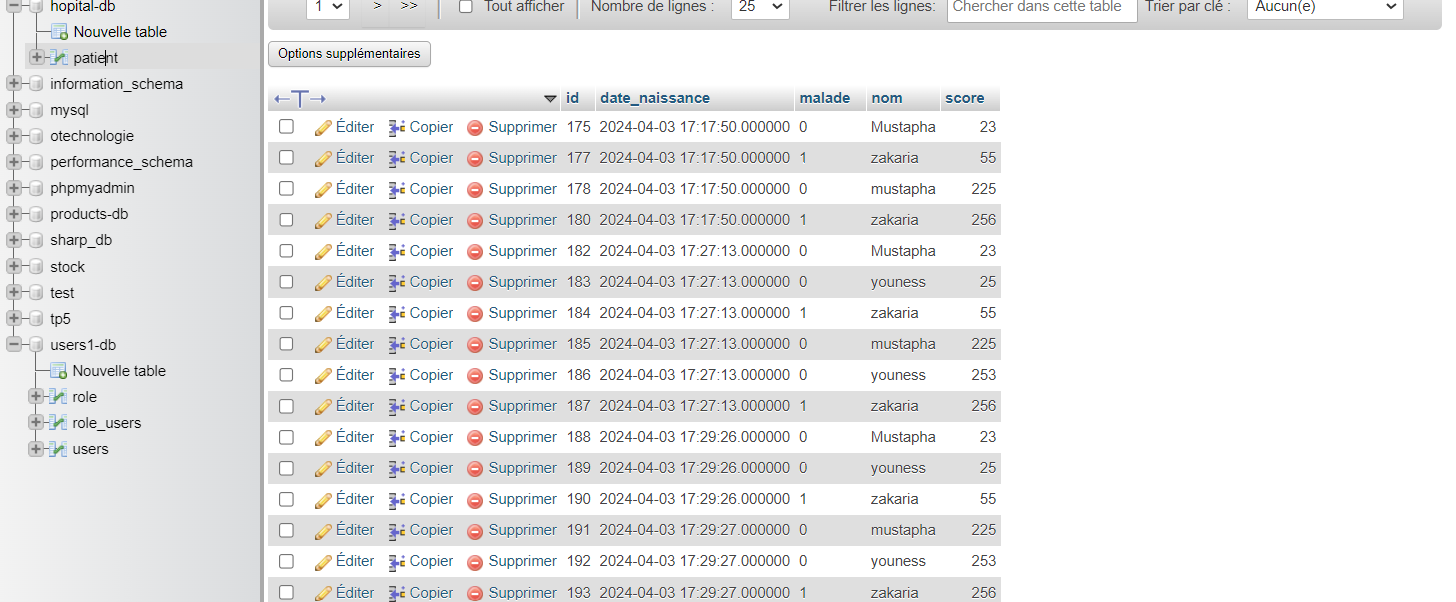 hopital-db
Nouvelle table
patient
information_schema
mysql
otechnologie
performance_schema
phpmyadmin
products-db
sharp_db
stock
test
tp5
users1-db
Nouvelle table
role
role_users
users
1 > >> Tout afficher Nombre de lignes : 25 Filtrer les lignes: Chercher dans cette table Trier par clé : Aucun(e)
Options supplémentaires
←T→ id date_naissance malade nom score
Éditer Copier Supprimer 175 2024-04-03 17:17:50.000000 0 Mustapha 23
Éditer Copier Supprimer 177 2024-04-03 17:17:50.000000 1 zakaria 55
Éditer Copier Supprimer 178 2024-04-03 17:17:50.000000 0 mustapha 225
Éditer Copier Supprimer 180 2024-04-03 17:17:50.000000 1 zakaria 256
Éditer Copier Supprimer 182 2024-04-03 17:27:13.000000 0 Mustapha 23
Éditer Copier Supprimer 183 2024-04-03 17:27:13.000000 0 youness 25
Éditer Copier Supprimer 184 2024-04-03 17:27:13.000000 1 zakaria 55
Éditer Copier Supprimer 185 2024-04-03 17:27:13.000000 0 mustapha 225
Éditer Copier Supprimer 186 2024-04-03 17:27:13.000000 0 youness 253
Éditer Copier Supprimer 187 2024-04-03 17:27:13.000000 1 zakaria 256
Éditer Copier Supprimer 188 2024-04-03 17:29:26.000000 0 Mustapha 23
Éditer Copier Supprimer 189 2024-04-03 17:29:26.000000 0 youness 25
Éditer Copier Supprimer 190 2024-04-03 17:29:26.000000 1 zakaria 55
Éditer Copier Supprimer 191 2024-04-03 17:29:27.000000 0 mustapha 225
Éditer Copier Supprimer 192 2024-04-03 17:29:27.000000 0 youness 253
Éditer Copier Supprimer 193 2024-04-03 17:29:27.000000 1 zakaria 256